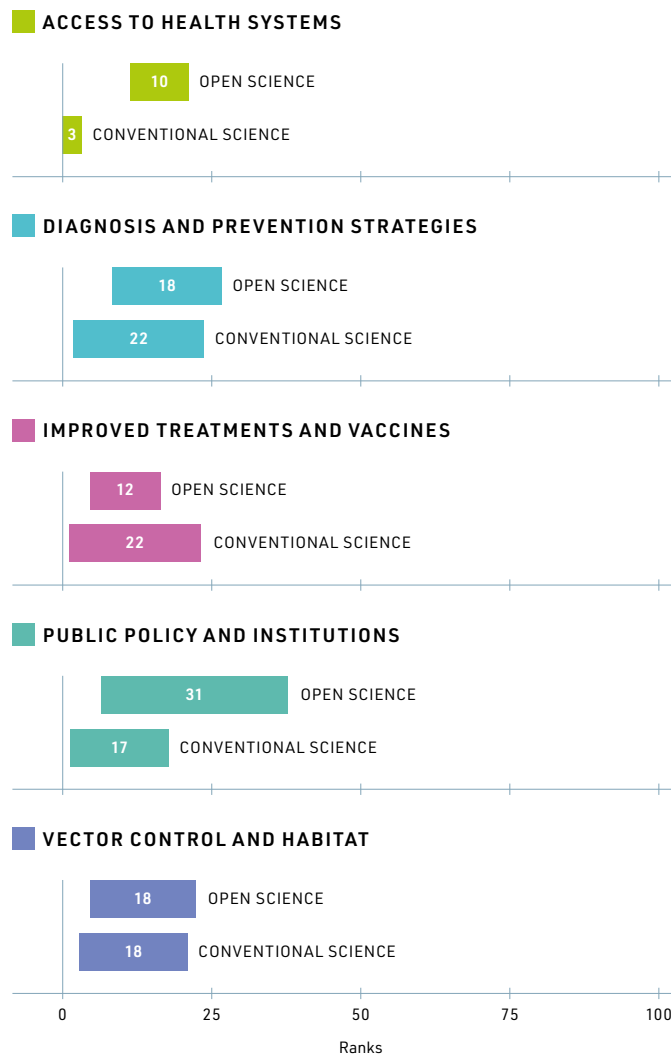 ACCESS TO HEALTH SYSTEMS
10 OPEN SCIENCE
3 CONVENTIONAL SCIENCE
DIAGNOSIS AND PREVENTION STRATEGIES
18 OPEN SCIENCE
22 CONVENTIONAL SCIENCE
IMPROVED TREATMENTS AND VACCINES
12 OPEN SCIENCE
22 CONVENTIONAL SCIENCE
PUBLIC POLICY AND INSTITUTIONS
31 OPEN SCIENCE
17 CONVENTIONAL SCIENCE
VECTOR CONTROL AND HABITAT
18 OPEN SCIENCE
18 CONVENTIONAL SCIENCE
0 25 50 75 100
Ranks